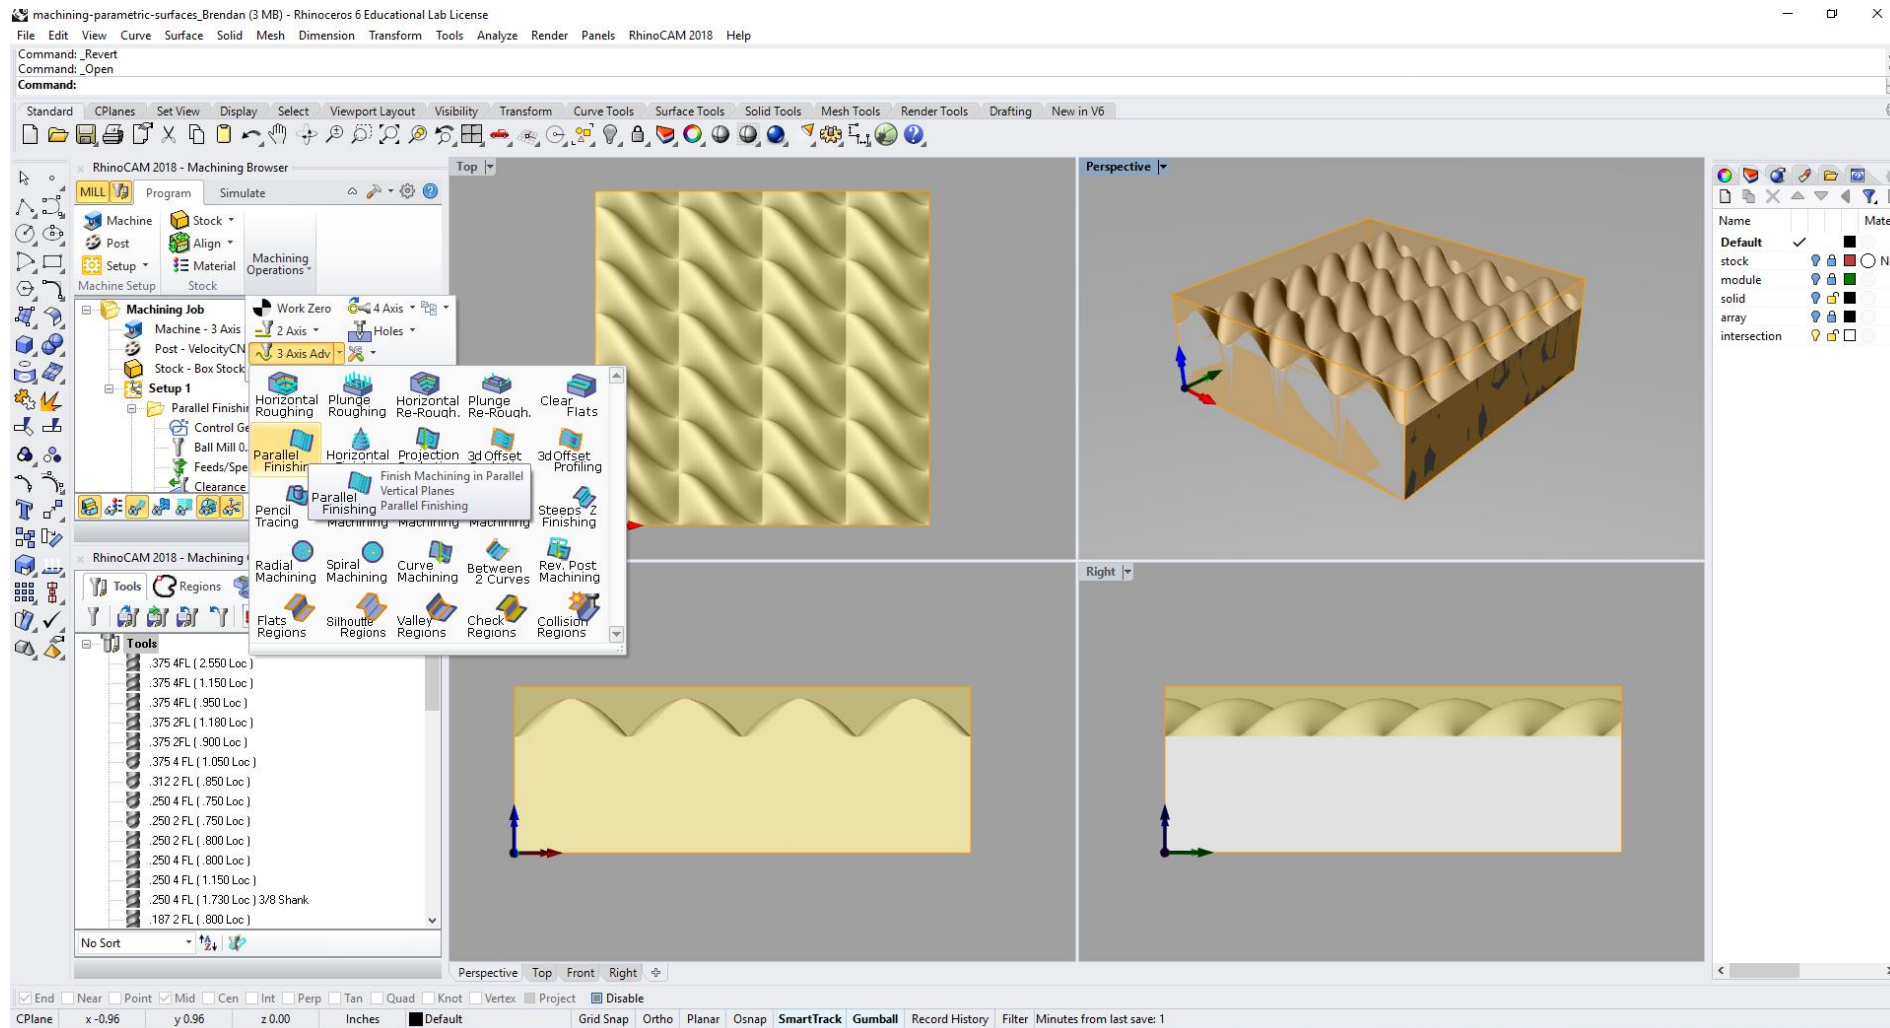 machining-parametric-surfaces_Brendan (3 MB) - Rhinoceros 6 Educational Lab License
File Edit View Curve Surface Solid Mesh Dimension Transform Tools Analyze Render Panels RhinoCAM 2018 Help
Command: _Revert
Command: _Open
Command:
Standard CPlanes Set View Display Select Viewport Layout Visibility Transform Curve Tools Surface Tools Solid Tools Mesh Tools Render Tools Drafting New in V6
RhinoCAM 2018 - Machining Browser
MILL Program Simulate
Machine Stock
Post Align
Setup Material
Machining Operations
Machine Setup Stock
Machining Job
Machine - 3 Axis
Post - VelocityCN
Stock - Box Stock
Setup 1
Parallel Finishin
Control Ge
Ball Mill 0.
Feeds/Spe
Clearance
Work Zero 4 Axis
2 Axis Holes
3 Axis Adv
Horizontal Roughing
Plunge Roughing
Horizontal Re-Rough.
Plunge Re-Rough.
Clear Flats
Parallel Finishin
Horizontal
Projection
3d Offset
3d Offset Profiling
Parallel Finishing
Finish Machining in Parallel
Vertical Planes
Parallel Finishing
Pencil Tracing
Machining Machining Machining
Steeps Z Finishing
Radial Machining
Spiral Machining
Curve Machining
Between 2 Curves
Rev. Post Machining
Flats Regions
Silhoutte Regions
Valley Regions
Check Regions
Collision Regions
RhinoCAM 2018 - Machining
Tools Regions
Tools
.375 4FL ( 2.550 Loc )
.375 4FL ( 1.150 Loc )
.375 4FL ( .950 Loc )
.375 2FL ( 1.180 Loc )
.375 2FL ( .900 Loc )
.375 4 FL ( 1.050 Loc )
.312 2 FL ( .850 Loc )
.250 4 FL ( .750 Loc )
.250 2 FL ( .750 Loc )
.250 2 FL ( .800 Loc )
.250 4 FL ( .800 Loc )
.250 4 FL ( 1.150 Loc )
.250 4 FL ( 1.730 Loc ) 3/8 Shank
.187 2 FL ( .800 Loc )
No Sort
Top
Perspective
Right
Name Mate
Default
stock N
module
solid
array
intersection
Perspective Top Front Right
End Near Point Mid Cen Int Perp Tan Quad Knot Vertex Project Disable
CPlane x -0.96 y 0.96 z 0.00 Inches Default Grid Snap Ortho Planar Osnap SmartTrack Gumball Record History Filter Minutes from last save: 1